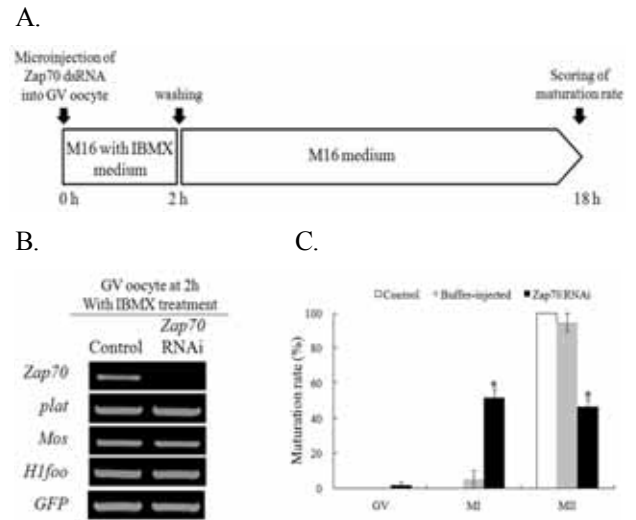 A.
Microinjection of
Zap70 dsRNA
into GV oocyte
washing
Scoring of
maturation rate
M16 with IBMX
medium
M16 medium
0 h
2 h
18 h
B.
GV oocyte at 2h
With IBMX treatment
Control
Zap70
RNAi
Zap70
plat
Mos
H1foo
GFP
C.
Control
Buffer-injected
Zap70 RNAi
Maturation rate (%)
100
80
60
40
20
0
*
*
GV
MI
MII